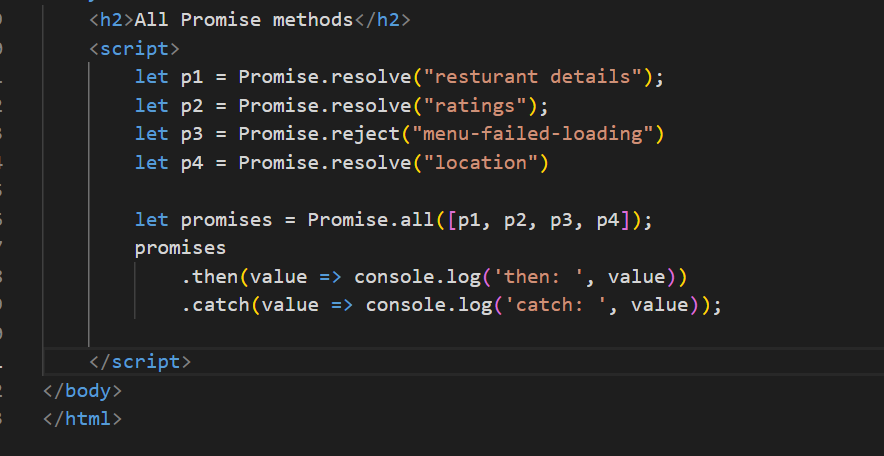 <h2>All Promise methods</h2>
<script>
let p1 = Promise.resolve("resturant details");
let p2 = Promise.resolve("ratings");
let p3 = Promise.reject("menu-failed-loading")
let p4 = Promise.resolve("location")
let promises = Promise.all([p1, p2, p3, p4]);
promises
.then(value => console.log('then: ', value))
.catch(value => console.log('catch: ', value));
</script>
</body>
</html>